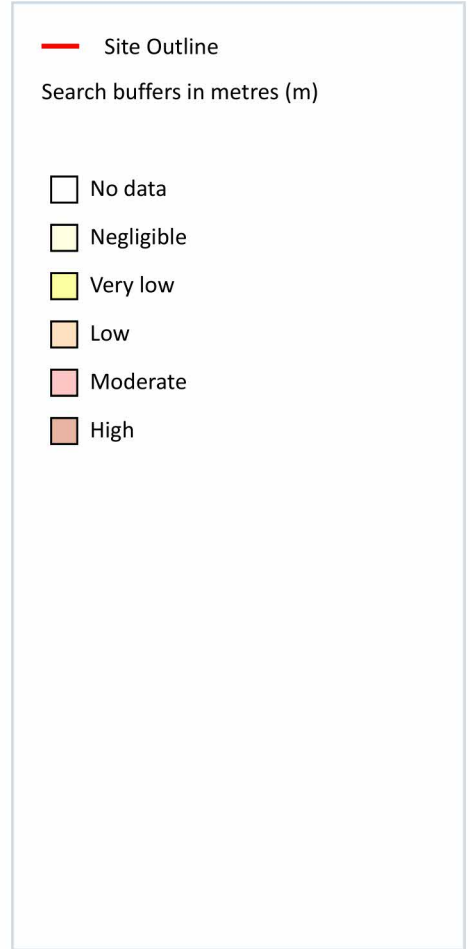 Site Outline
Search buffers in metres (m)
No data
Negligible
Very low
Low
Moderate
High